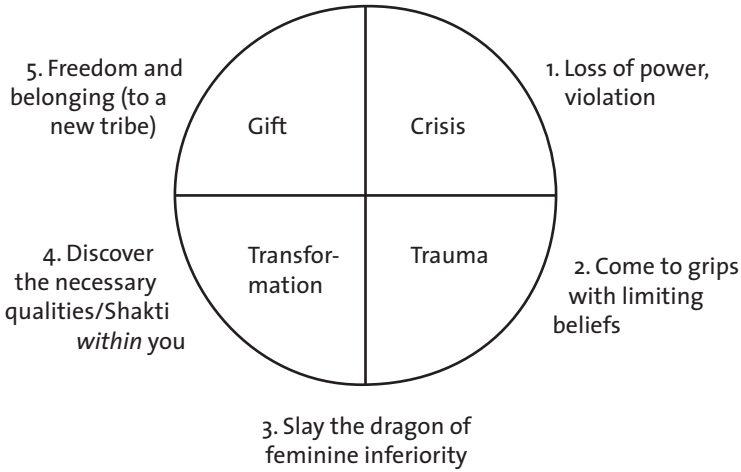 5. Freedom and
belonging (to a
new tribe)
Gift
Crisis
1. Loss of power,
violation
4. Discover
the necessary
qualities/Shakti
within you
Transfor-
mation
Trauma
2. Come to grips
with limiting
beliefs
3. Slay the dragon of
feminine inferiority